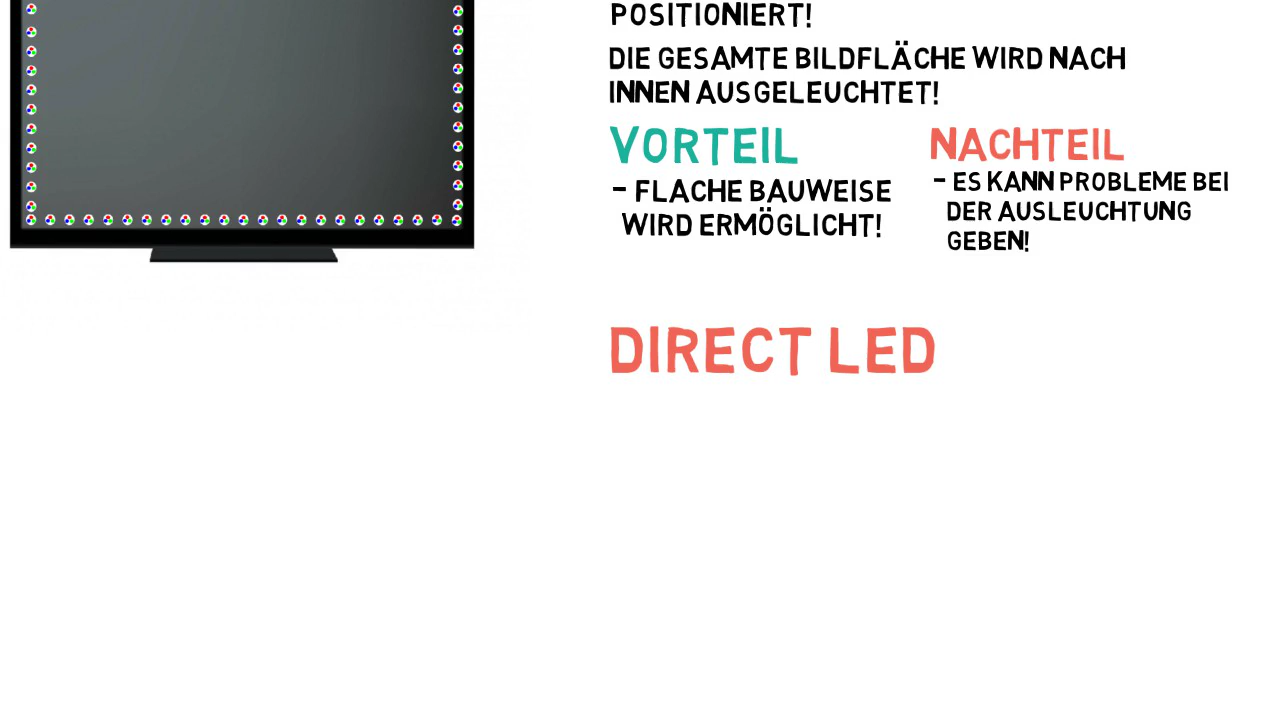 POSITIONIERT!
DIE GESAMTE BILDFLÄCHE WIRD NACH
INNEN AUSGELEUCHTET!
VORTEIL
- FLACHE BAUWEISE
WIRD ERMÖGLICHT!
NACHTEIL
- ES KANN PROBLEME BEI
DER AUSLEUCHTUNG
GEBEN!
DIRECT LED